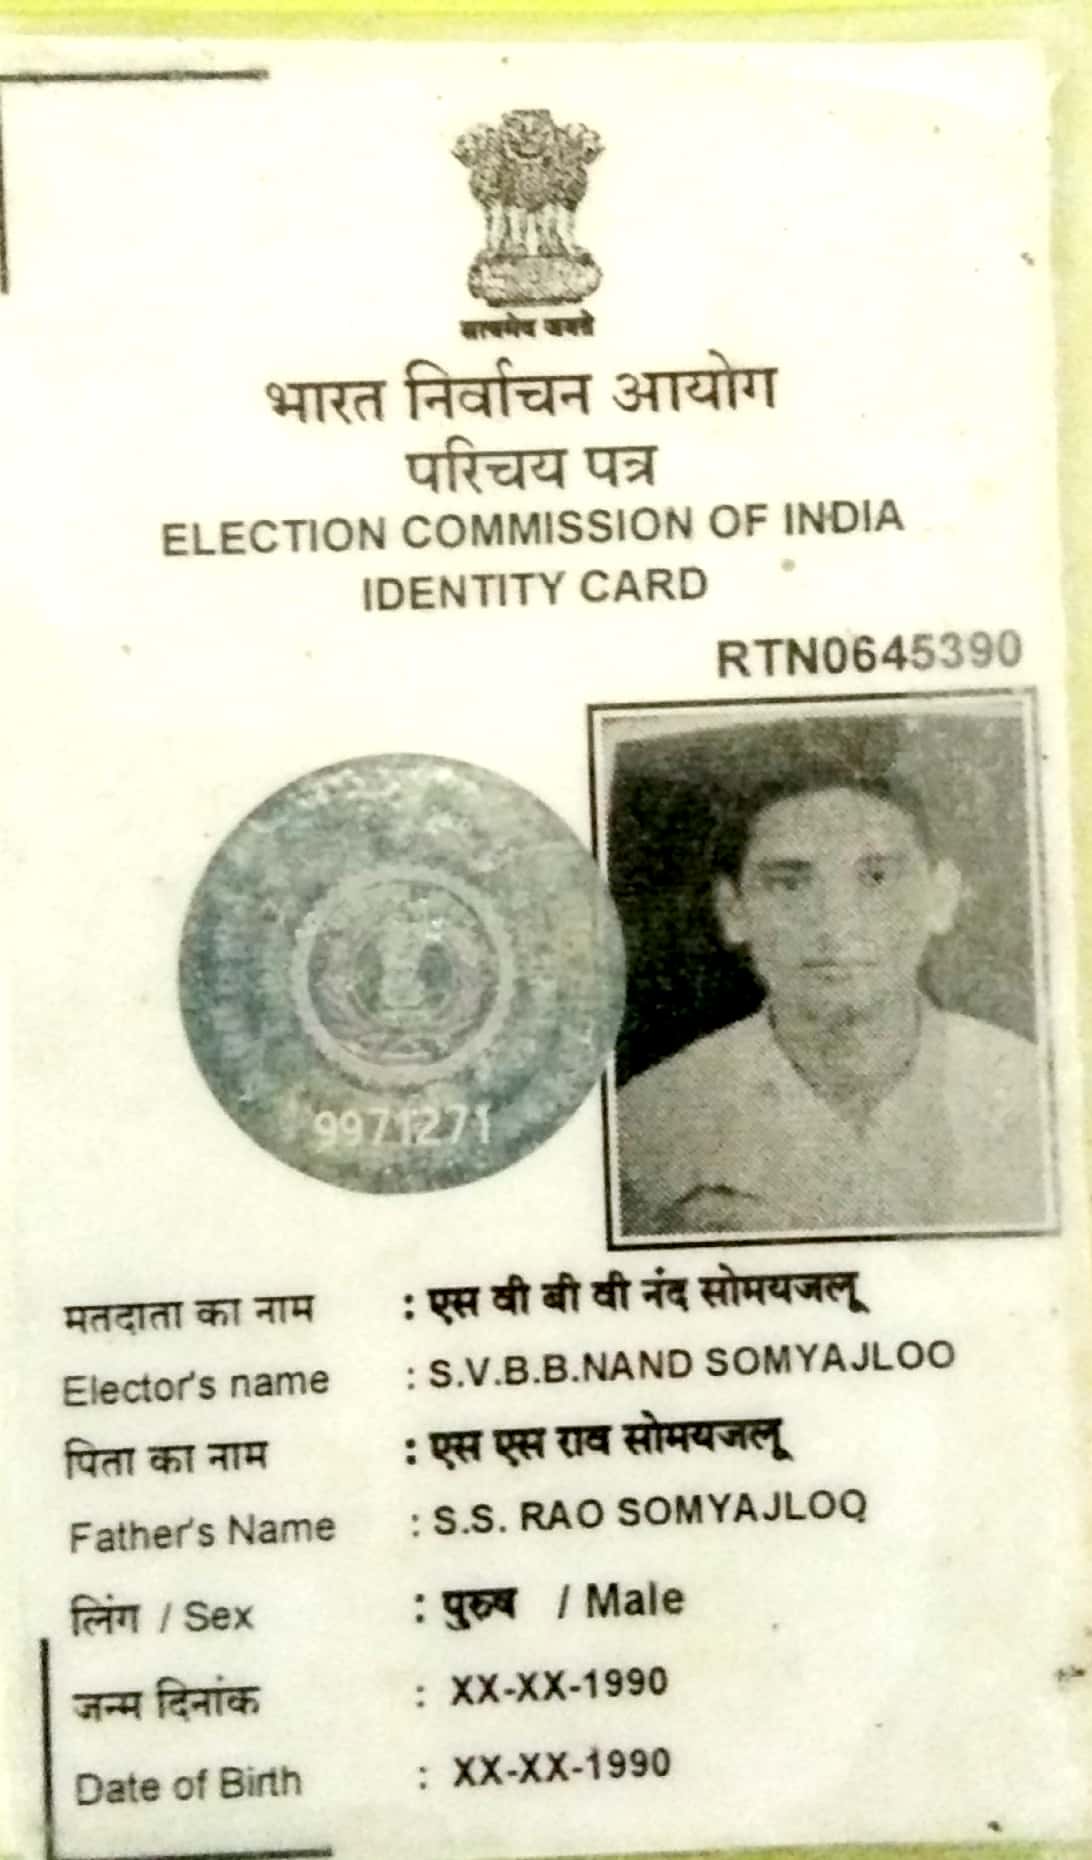 सत्यमेव जयते
भारत निर्वाचन आयोग
परिचय पत्र
ELECTION COMMISSION OF INDIA
IDENTITY CARD
RTN0645390
9971271
मतदाता का नाम : एस वी बी वी नंद सोमयजलू
Elector's name : S.V.B.B.NAND SOMYAJLOO
पिता का नाम : एस एस राव सोमयजलू
Father's Name : S.S. RAO SOMYAJLOO
लिंग / Sex : पुरुष / Male
जन्म दिनांक : XX-XX-1990
Date of Birth : XX-XX-1990